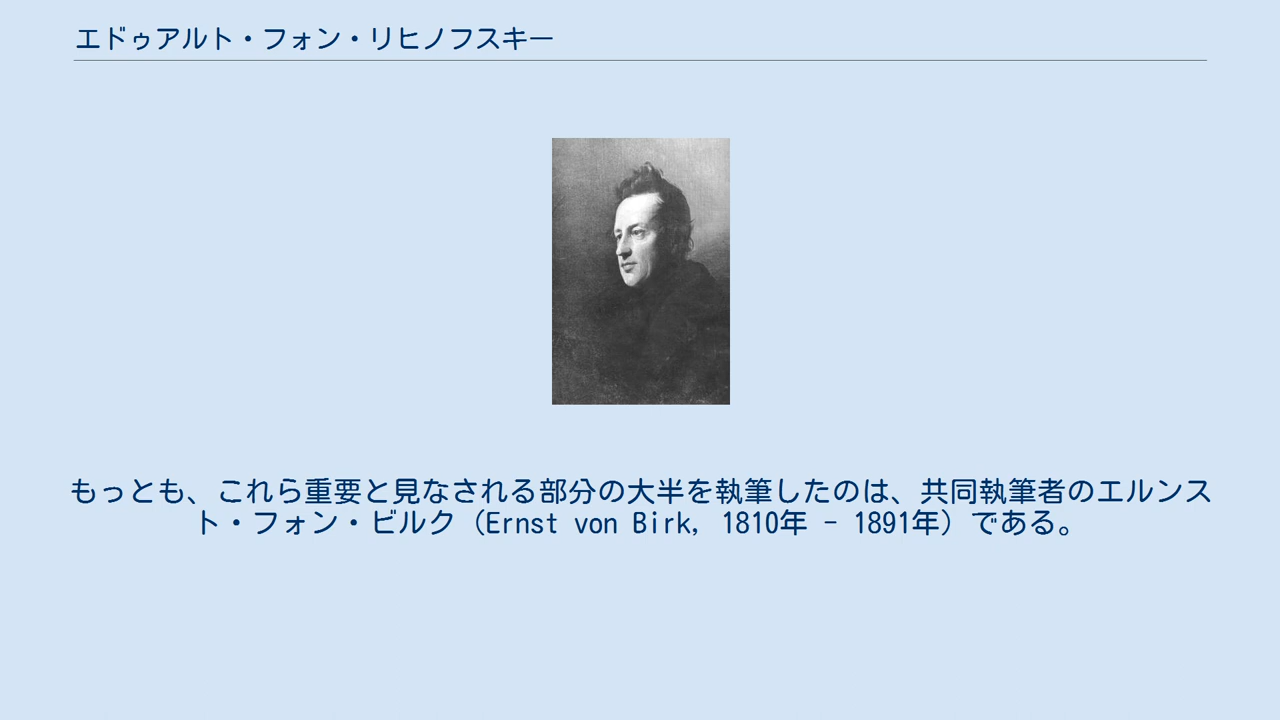 エドゥアルト・フォン・リヒノフスキー
もっとも、これら重要と見なされる部分の大半を執筆したのは、共同執筆者のエルンス
ト・フォン・ビルク（Ernst von Birk, 1810年 - 1891年）である。